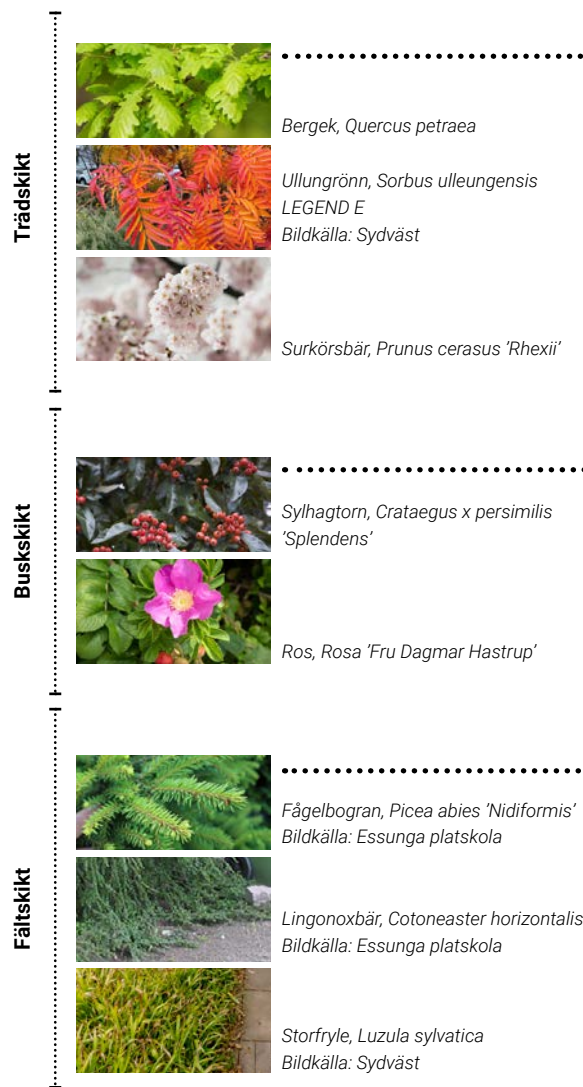 Trädskikt
Bergek, Quercus petraea
Ullungrönn, Sorbus ulleungensis
LEGEND E
Bildkälla: Sydväst
Surkörsbär, Prunus cerasus ’Rhexii’
Buskskikt
Sylhagtorn, Crataegus x persimilis
’Splendens’
Ros, Rosa ’Fru Dagmar Hastrup’
Fältskikt
Fågelbogran, Picea abies ’Nidiformis’
Bildkälla: Essunga platskola
Lingonoxbär, Cotoneaster horizontalis
Bildkälla: Essunga platskola
Storfryle, Luzula sylvatica
Bildkälla: Sydväst